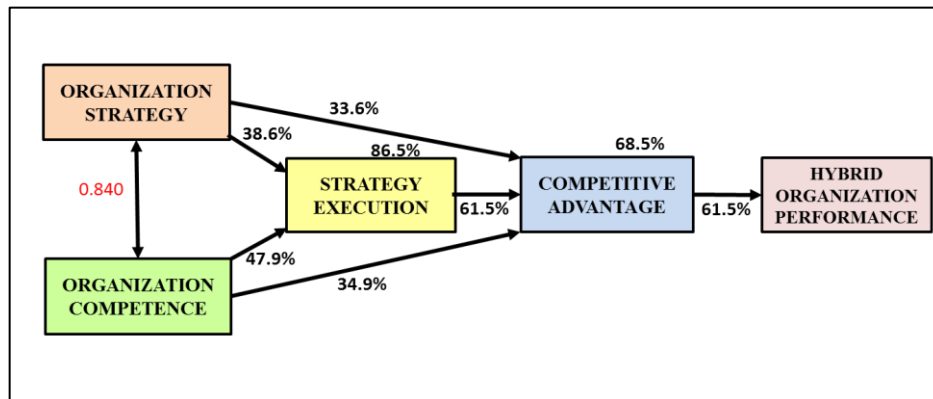 ORGANIZATION
STRATEGY
33.6%
38.6%
86.5%
68.5%
0.840
STRATEGY
EXECUTION
61.5%
COMPETITIVE
ADVANTAGE
61.5%
HYBRID
ORGANIZATION
PERFORMANCE
47.9%
34.9%
ORGANIZATION
COMPETENCE